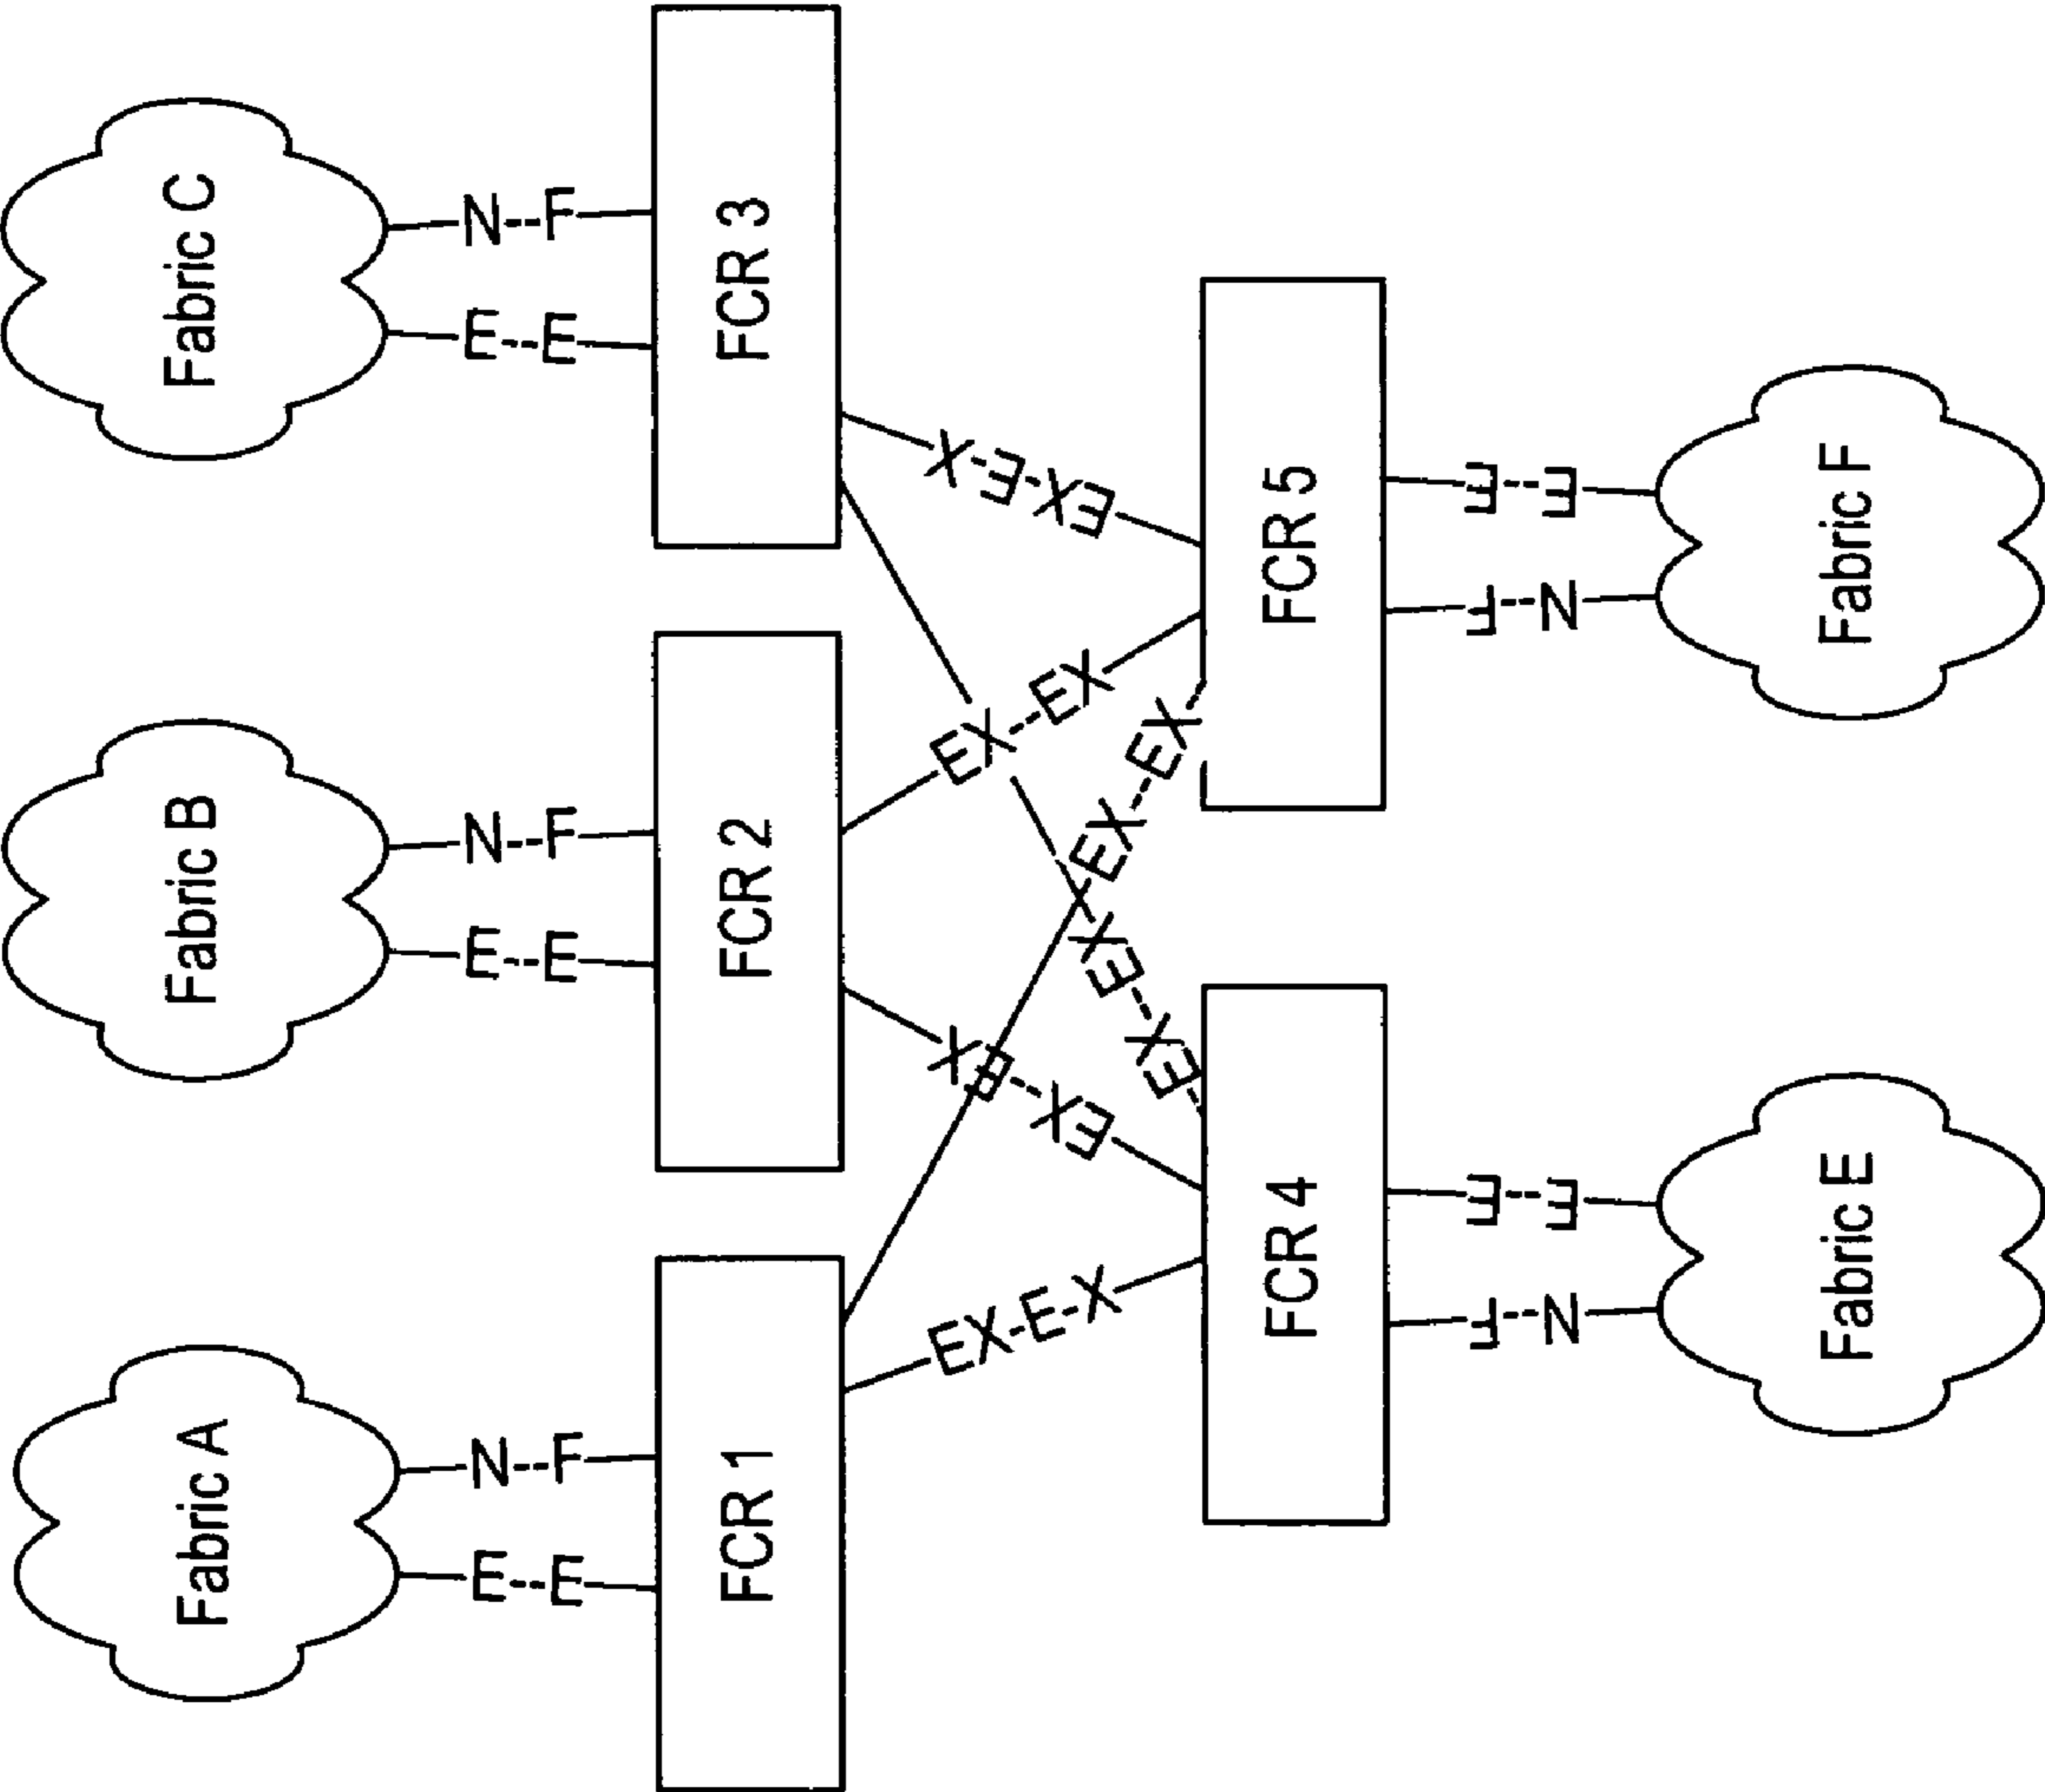 Fabric A
Fabric B
Fabric C
E--E
N--F
E--E
N--F
E--E
N--F
FCR 1
FCR 2
FCR 3
EX-E-X
EX--EX
EX--EX
EX--EX
EX--EX
EX-E-X
FCR 4
FCR 5
F--N
E--E
F--N
E--E
Fabric E
Fabric F